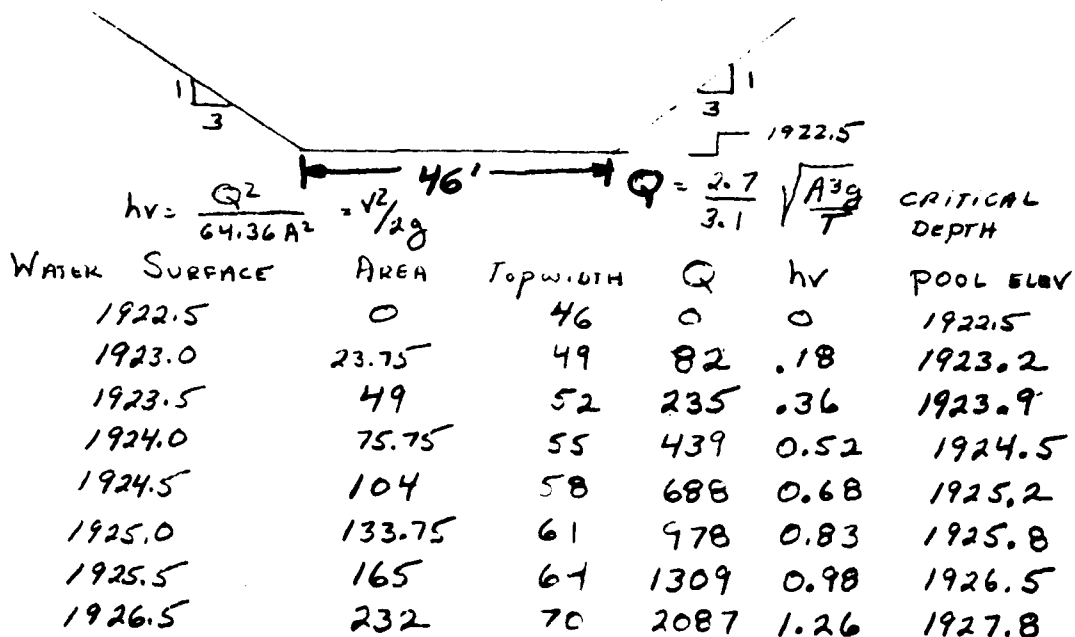 1 3
3 1
1922.5
46'
hv = Q²/64.36 A² = V²/2g
Q = 2.7/3.1 √(A³g/T) CRITICAL DEPTH
WATER SURFACE AREA TOPWIDTH Q hv POOL ELEV
1922.5 0 46 0 0 1922.5
1923.0 23.75 49 82 .18 1923.2
1923.5 49 52 235 .36 1923.9
1924.0 75.75 55 439 0.52 1924.5
1924.5 104 58 688 0.68 1925.2
1925.0 133.75 61 978 0.83 1925.8
1925.5 165 64 1309 0.98 1926.5
1926.5 232 70 2087 1.26 1927.8